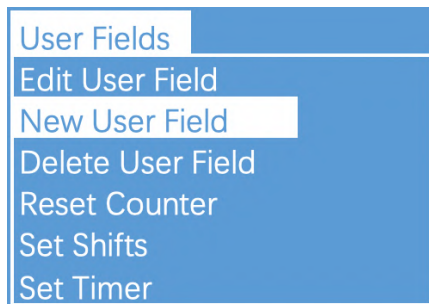 User Fields
Edit User Field
New User Field
Delete User Field
Reset Counter
Set Shifts
Set Timer